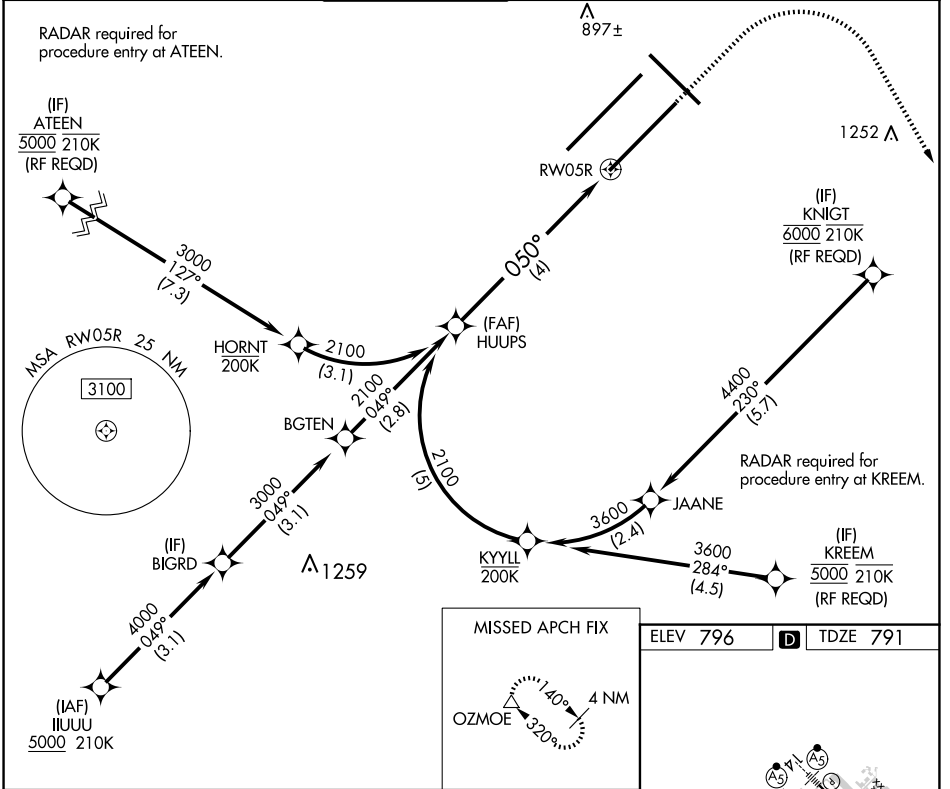 RADAR required for
procedure entry at ATEEN.
897±
(IF)
ATEEN
5000 210K
(RF REQD)
1252
RW05R
(IF)
KNIGT
6000 210K
(RF REQD)
3000
127°
(7.3)
050°
(4)
MSA RW05R 25 NM
3100
HORNT
200K
2100
(3.1)
(FAF)
HUUPS
2100
049°
(2.8)
4400
230°
(5.7)
BGTEN
2100
(5)
RADAR required for
procedure entry at KREEM.
3000
049°
(3.1)
JAANE
3600
(2.4)
(IF)
BIGRD
1259
KYYLL
200K
3600
284°
(4.5)
(IF)
KREEM
5000 210K
(RF REQD)
4000
049°
(3.1)
(IAF)
IIUUU
5000 210K
MISSED APCH FIX
OZMOE
140°
320°
4 NM
ELEV 796
D
TDZE 791
A5
14
A5
P